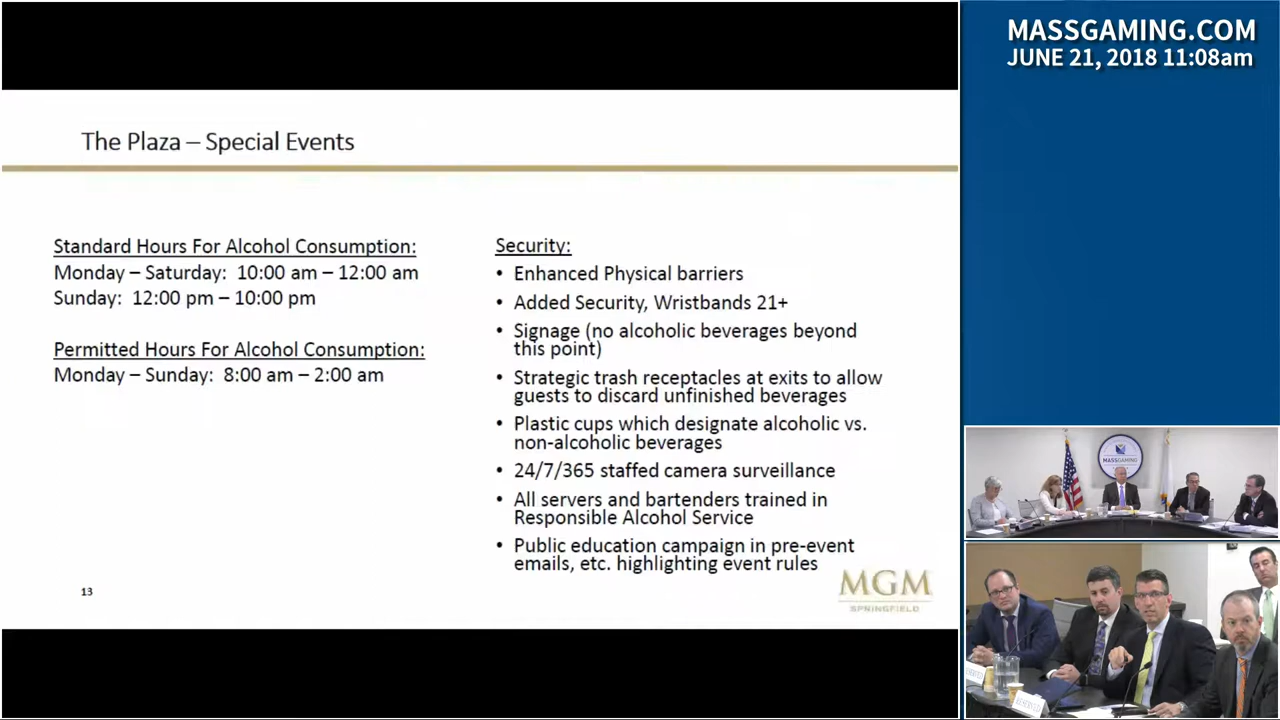 MASSGAMING.COM
JUNE 21, 2018 11:08am
The Plaza – Special Events
Standard Hours For Alcohol Consumption:
Monday – Saturday: 10:00 am – 12:00 am
Sunday: 12:00 pm – 10:00 pm
Permitted Hours For Alcohol Consumption:
Monday – Sunday: 8:00 am – 2:00 am
Security:
• Enhanced Physical barriers
• Added Security, Wristbands 21+
• Signage (no alcoholic beverages beyond
this point)
• Strategic trash receptacles at exits to allow
guests to discard unfinished beverages
• Plastic cups which designate alcoholic vs.
non-alcoholic beverages
• 24/7/365 staffed camera surveillance
• All servers and bartenders trained in
Responsible Alcohol Service
• Public education campaign in pre-event
emails, etc. highlighting event rules
13
MGM
SPRINGFIELD
MASSGAMING
RESERVED